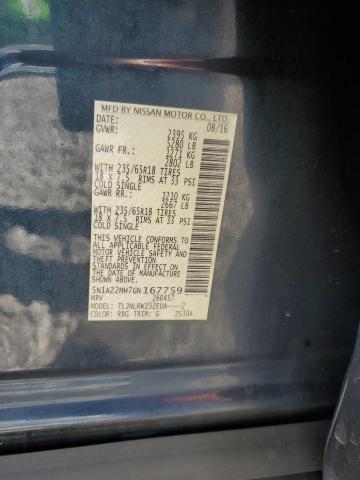 MFD BY NISSAN MOTOR CO., LTD.
DATE: 08/16
GVWR: 2395 KG
5280 LB
GAWR FR.: 1271 KG
2802 LB
WITH 235/65R18 TIRES
18 X 7.5 RIMS AT 33 PSI
COLD SINGLE
GAWR RR.: 1210 KG
2667 LB
WITH 235/65R18 TIRES
18 X 7.5 RIMS AT 33 PSI
COLD SINGLE
THIS VEHICLE CONFORMS TO ALL
APPLICABLE FEDERAL
MOTOR VEHICLE SAFETY
STANDARDS IN EFFECT ON THE
DATE OF MANUFACTURE
SHOWN ABOVE.
5N1AZ2MH7GN167759
MPV 260457
MODEL: TLJNLRWZ52EUA----2
COLOR: RBG TRIM: G Z51DA